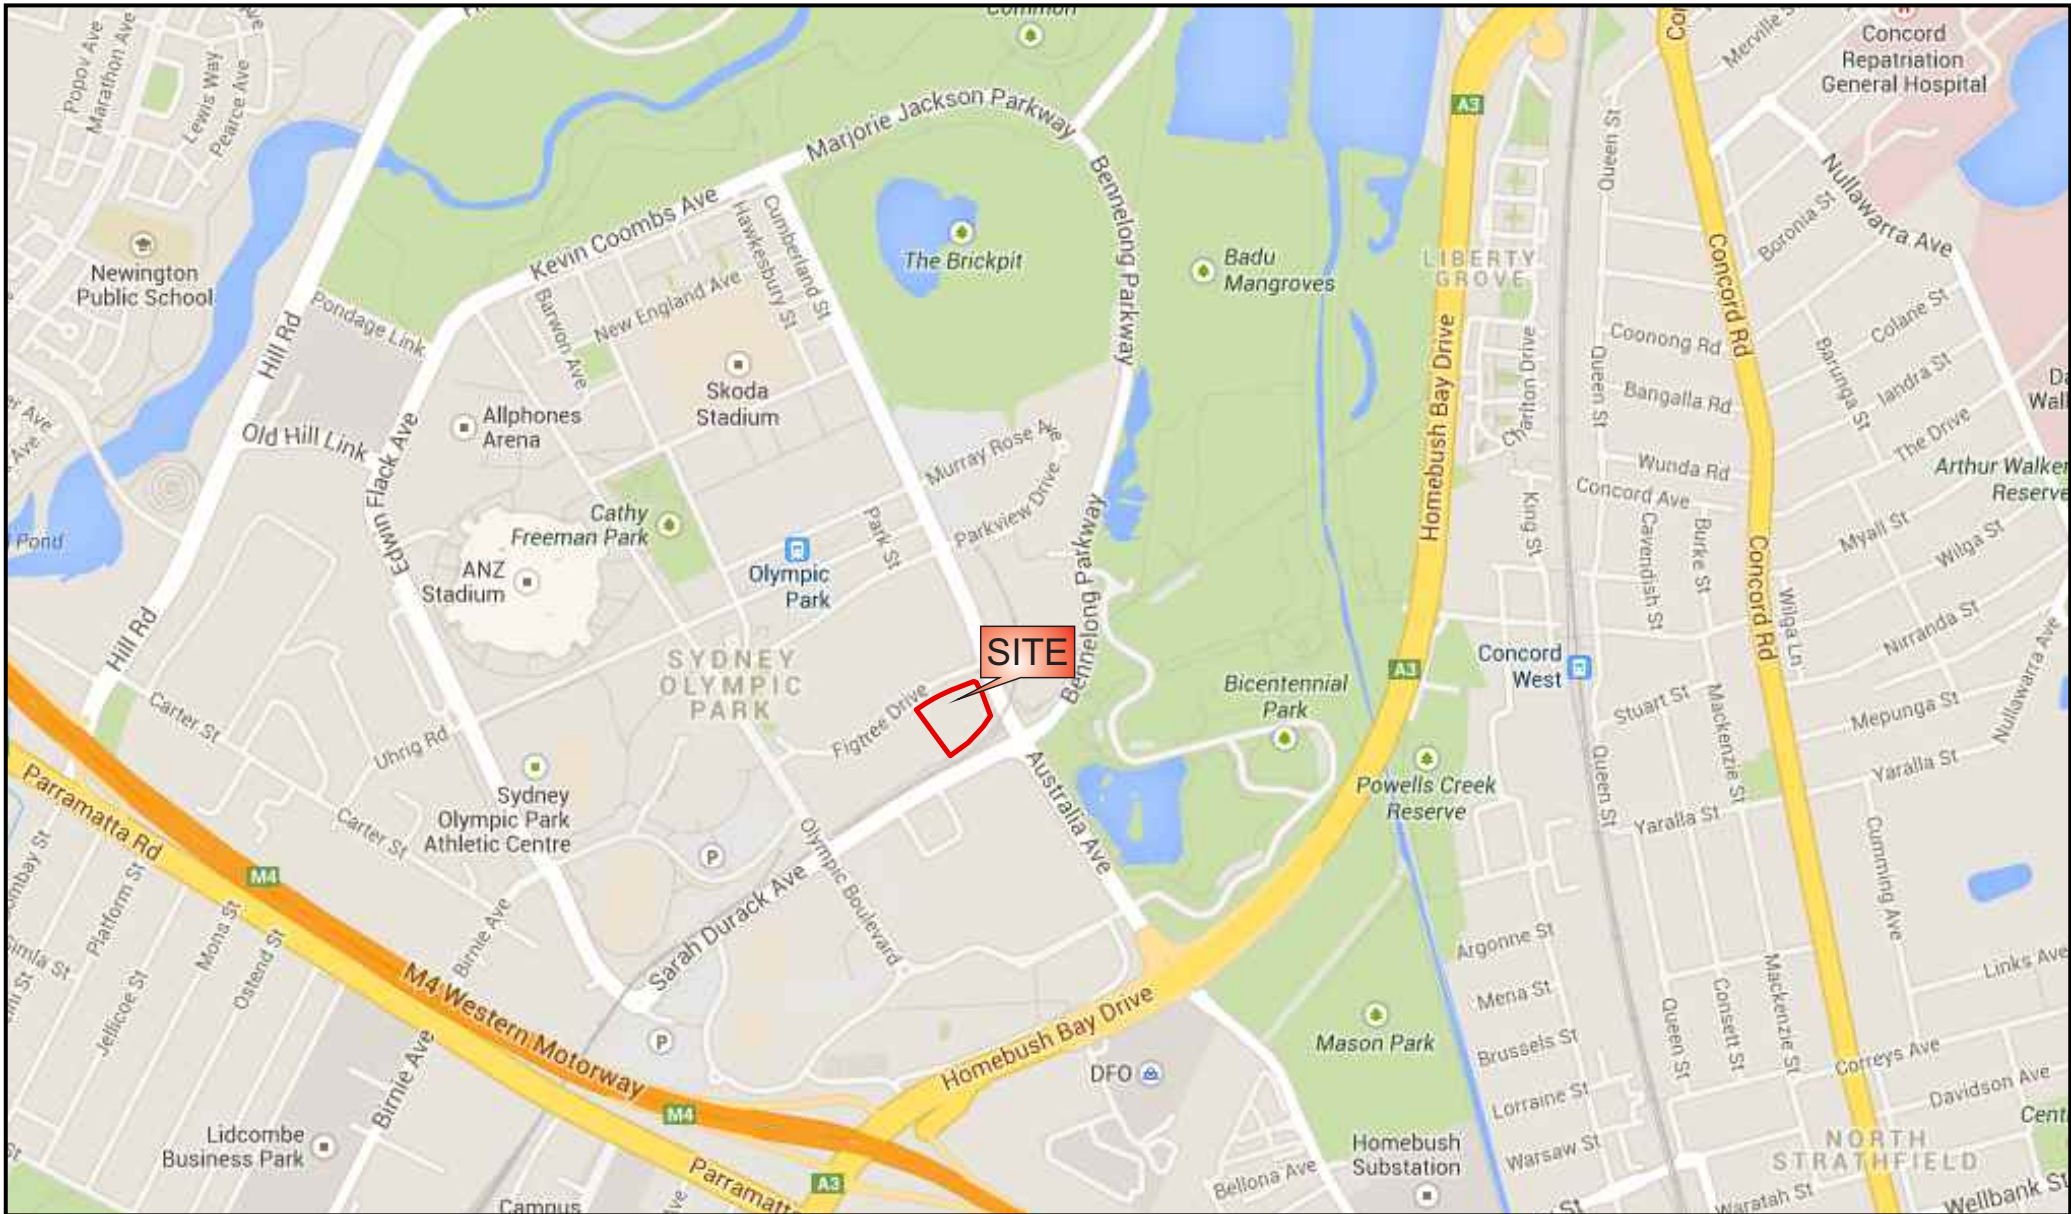 Common
Popov Ave
Marathon Ave
Lewis Way
Pearce Ave
Concord
Repatriation
General Hospital
Marjorie Jackson Parkway
A3
Queen St
Nullawarra Ave
Boronia St
Kevin Coombs Ave
Hawkesbury St
Cumberland St
Bennelong Parkway
The Brickpit
Badu
Mangroves
LIBERTY
GROVE
Concord Rd
Newington
Public School
Pondage Link
Hill Rd
Barwon Ave
New England Ave
Homebush Bay Drive
Charlton Drive
Queen St
Coonong Rd
Colane St
Barunga St
Iandra St
Bangalla Rd
Skoda
Stadium
Allphones
Arena
Old Hill Link
Edwin Flack Ave
Murray Rose Ave
Parkview Drive
The Drive
Wunda Rd
Concord Ave
Arthur Walker
Reserve
King St
Cavendish St
Burke St
Myall St
Wilga St
Pond
Cathy
Freeman Park
Park St
Olympic
Park
ANZ
Stadium
Bennelong Parkway
Concord Rd
Wilga Ln
Nirranda St
Nullawarra Ave
Hill Rd
SYDNEY
OLYMPIC
PARK
SITE
A3
Concord
West
Bicentennial
Park
Stuart St
Mackenzie St
Mepunga St
Carter St
Uhrig Rd
Figtree Drive
Australia Ave
Powells Creek
Reserve
Queen St
Yaralla St
Yaralla St
Parramatta Rd
Sydney
Olympic Park
Athletic Centre
Carter St
P
Olympic Boulevard
Sarah Durack Ave
Cumming Ave
M4
Platform St
Mons St
Ostend St
Jellicoe St
Birnie Ave
M4 Western Motorway
Argonne St
Mena St
Brussels St
Lorraine St
Warsaw St
Queen St
Consett St
Mackenzie St
Links Ave
Correys Ave
Davidson Ave
P
Homebush Bay Drive
Mason Park
DFO
Birnie Ave
M4
Lidcombe
Business Park
Homebush
Substation
NORTH
STRATHFIELD
A3
Parramatta
Bellona Ave
Waratah St
Wellbank St
Campus